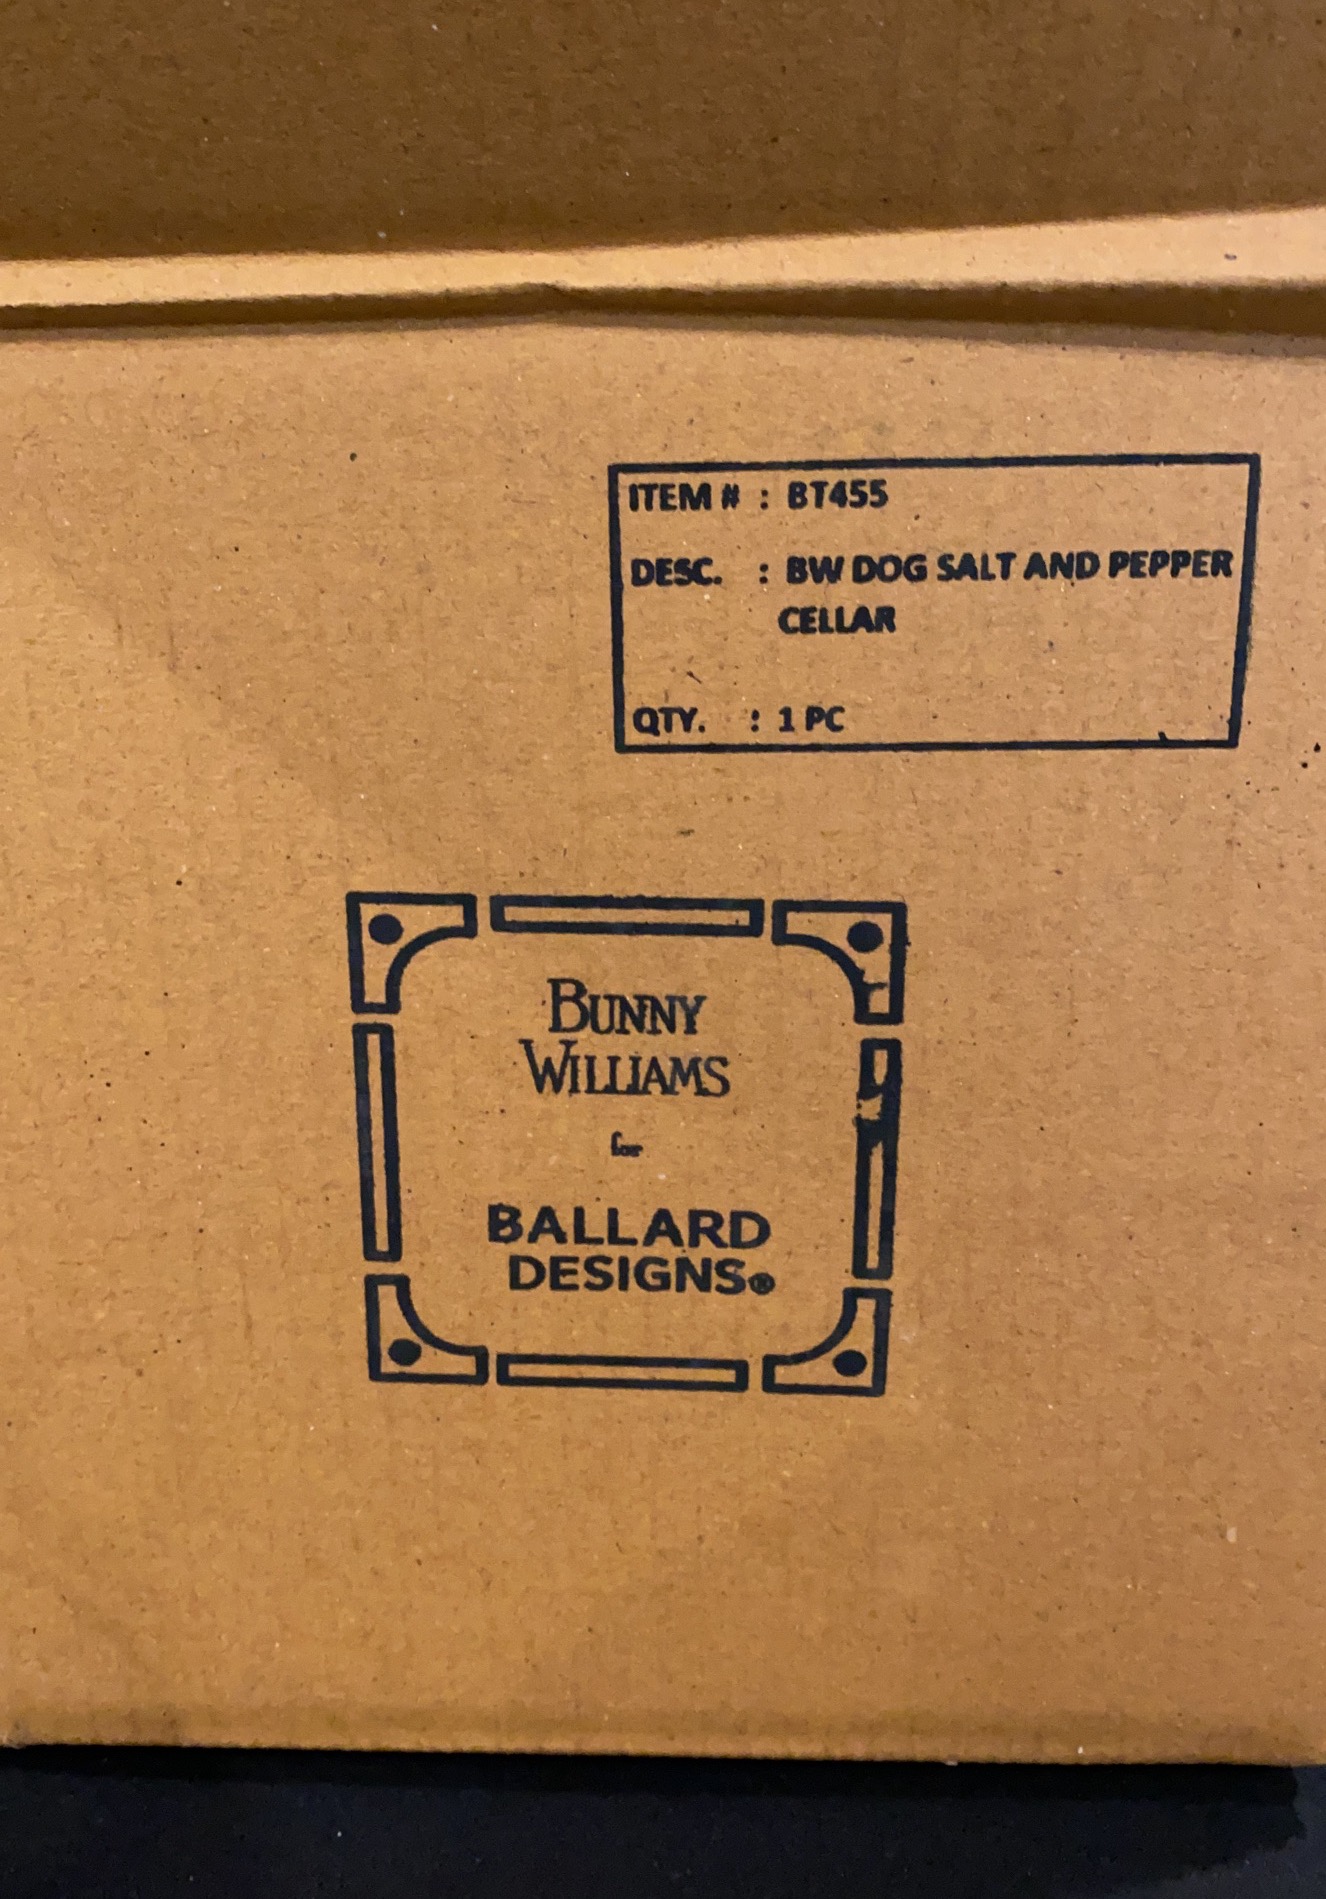 ITEM # : BT455
DESC. : BW DOG SALT AND PEPPER
CELLAR
QTY. : 1 PC
BUNNY
WILLIAMS
for
BALLARD
DESIGNS®